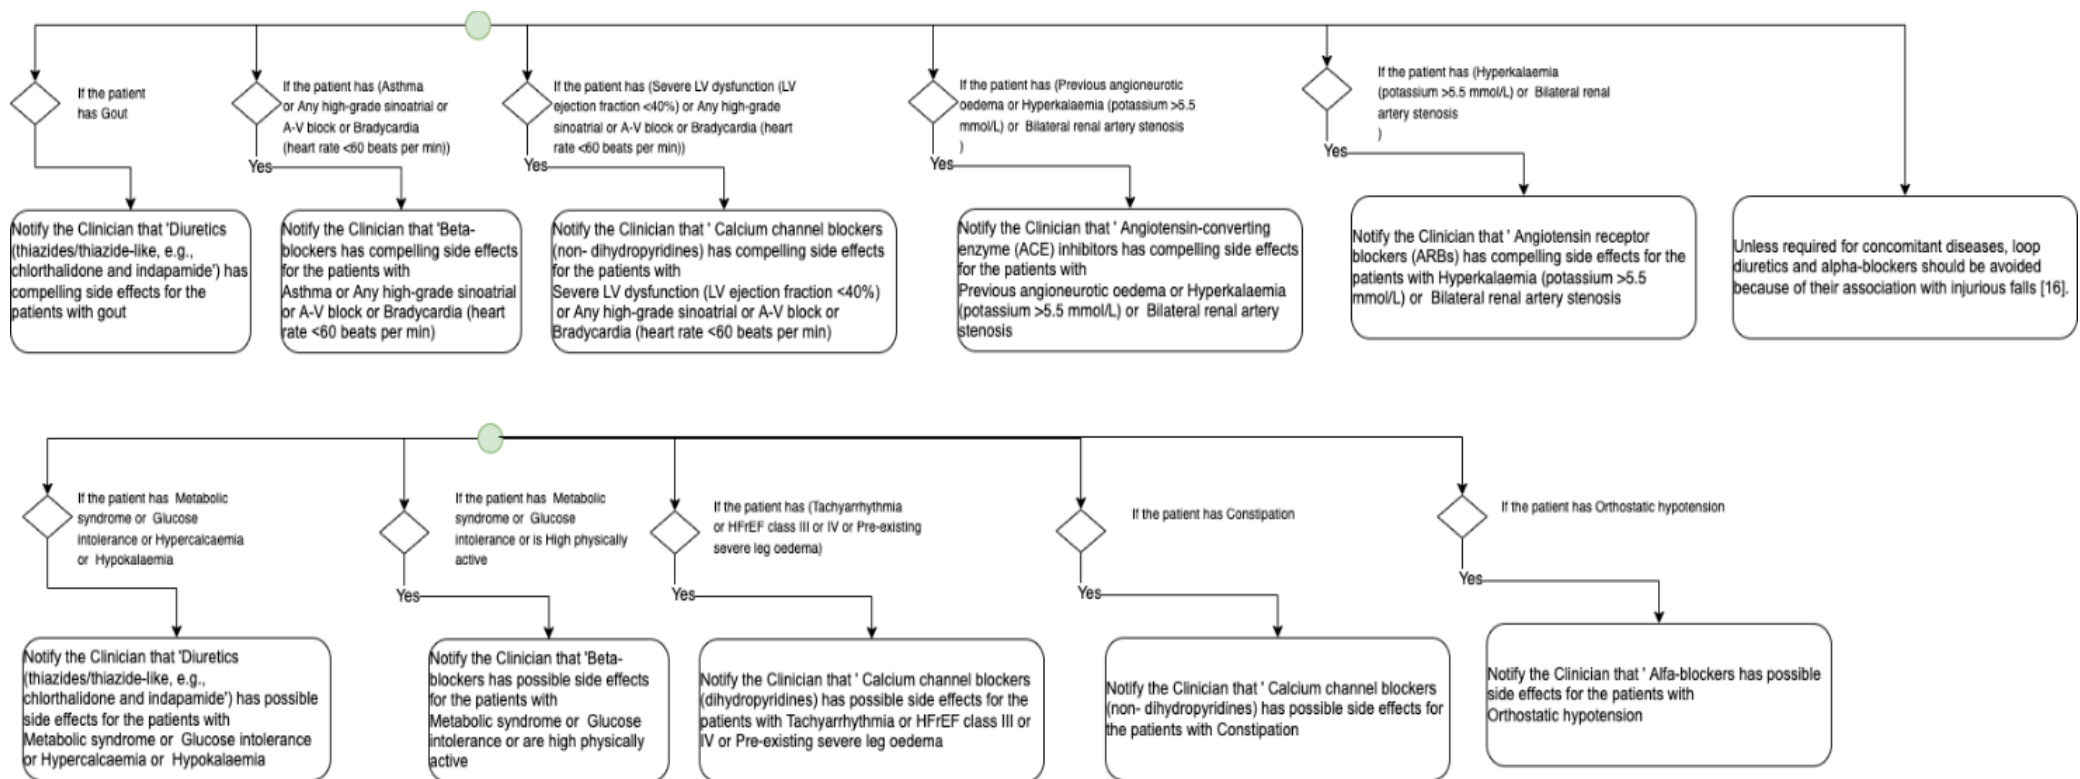 If the patient
has Gout
If the patient has (Asthma
or Any high-grade sinoatrial or
A-V block or Bradycardia
(heart rate <60 beats per min))
If the patient has (Severe LV dysfunction (LV
ejection fraction <40%) or Any high-grade
sinoatrial or A-V block or Bradycardia (heart
rate <60 beats per min))
If the patient has (Previous angioneurotic
oedema or Hyperkalaemia (potassium >5.5
mmol/L) or Bilateral renal artery stenosis
)
If the patient has (Hyperkalaemia
(potassium >5.5 mmol/L) or Bilateral renal
artery stenosis
)
Yes
Yes
Yes
Yes
Notify the Clinician that 'Diuretics
(thiazides/thiazide-like, e.g.,
chlorthalidone and indapamide') has
compelling side effects for the
patients with gout
Notify the Clinician that 'Beta-
blockers has compelling side effects
for the patients with
Asthma or Any high-grade sinoatrial
or A-V block or Bradycardia (heart
rate <60 beats per min)
Notify the Clinician that ' Calcium channel blockers
(non- dihydropyridines) has compelling side effects
for the patients with
Severe LV dysfunction (LV ejection fraction <40%)
or Any high-grade sinoatrial or A-V block or
Bradycardia (heart rate <60 beats per min)
Notify the Clinician that ' Angiotensin-converting
enzyme (ACE) inhibitors has compelling side effects
for the patients with
Previous angioneurotic oedema or Hyperkalaemia
(potassium >5.5 mmol/L) or Bilateral renal artery
stenosis
Notify the Clinician that ' Angiotensin receptor
blockers (ARBs) has compelling side effects for the
patients with Hyperkalaemia (potassium >5.5
mmol/L) or Bilateral renal artery stenosis
Unless required for concomitant diseases, loop
diuretics and alpha-blockers should be avoided
because of their association with injurious falls [16].
If the patient has Metabolic
syndrome or Glucose
intolerance or Hypercalcaemia
or Hypokalaemia
If the patient has Metabolic
syndrome or Glucose
intolerance or is High physically
active
If the patient has (Tachyarrhythmia
or HFrEF class III or IV or Pre-existing
severe leg oedema)
If the patient has Constipation
If the patient has Orthostatic hypotension
Yes
Yes
Yes
Yes
Notify the Clinician that 'Diuretics
(thiazides/thiazide-like, e.g.,
chlorthalidone and indapamide') has possible
side effects for the patients with
Metabolic syndrome or Glucose intolerance
or Hypercalcaemia or Hypokalaemia
Notify the Clinician that 'Beta-
blockers has possible side effects
for the patients with
Metabolic syndrome or Glucose
intolerance or are high physically
active
Notify the Clinician that ' Calcium channel blockers
(dihydropyridines) has possible side effects for the
patients with Tachyarrhythmia or HFrEF class III or
IV or Pre-existing severe leg oedema
Notify the Clinician that ' Calcium channel blockers
(non- dihydropyridines) has possible side effects for
the patients with Constipation
Notify the Clinician that ' Alfa-blockers has possible
side effects for the patients with
Orthostatic hypotension